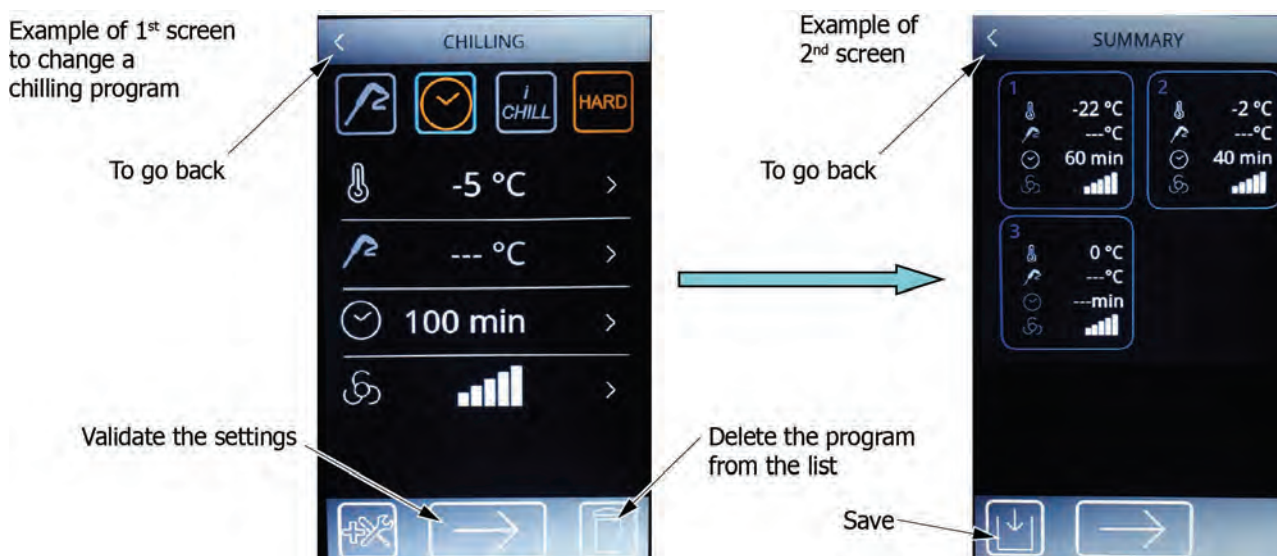 Example of 1st screen
to change a
chilling program
To go back
Validate the settings
CHILLING
i
CHILL
HARD
-5 °C
--- °C
100 min
Delete the program
from the list
Example of
2nd screen
To go back
Save
SUMMARY
1
-22 °C
---°C
60 min
2
-2 °C
---°C
40 min
3
0 °C
---°C
---min